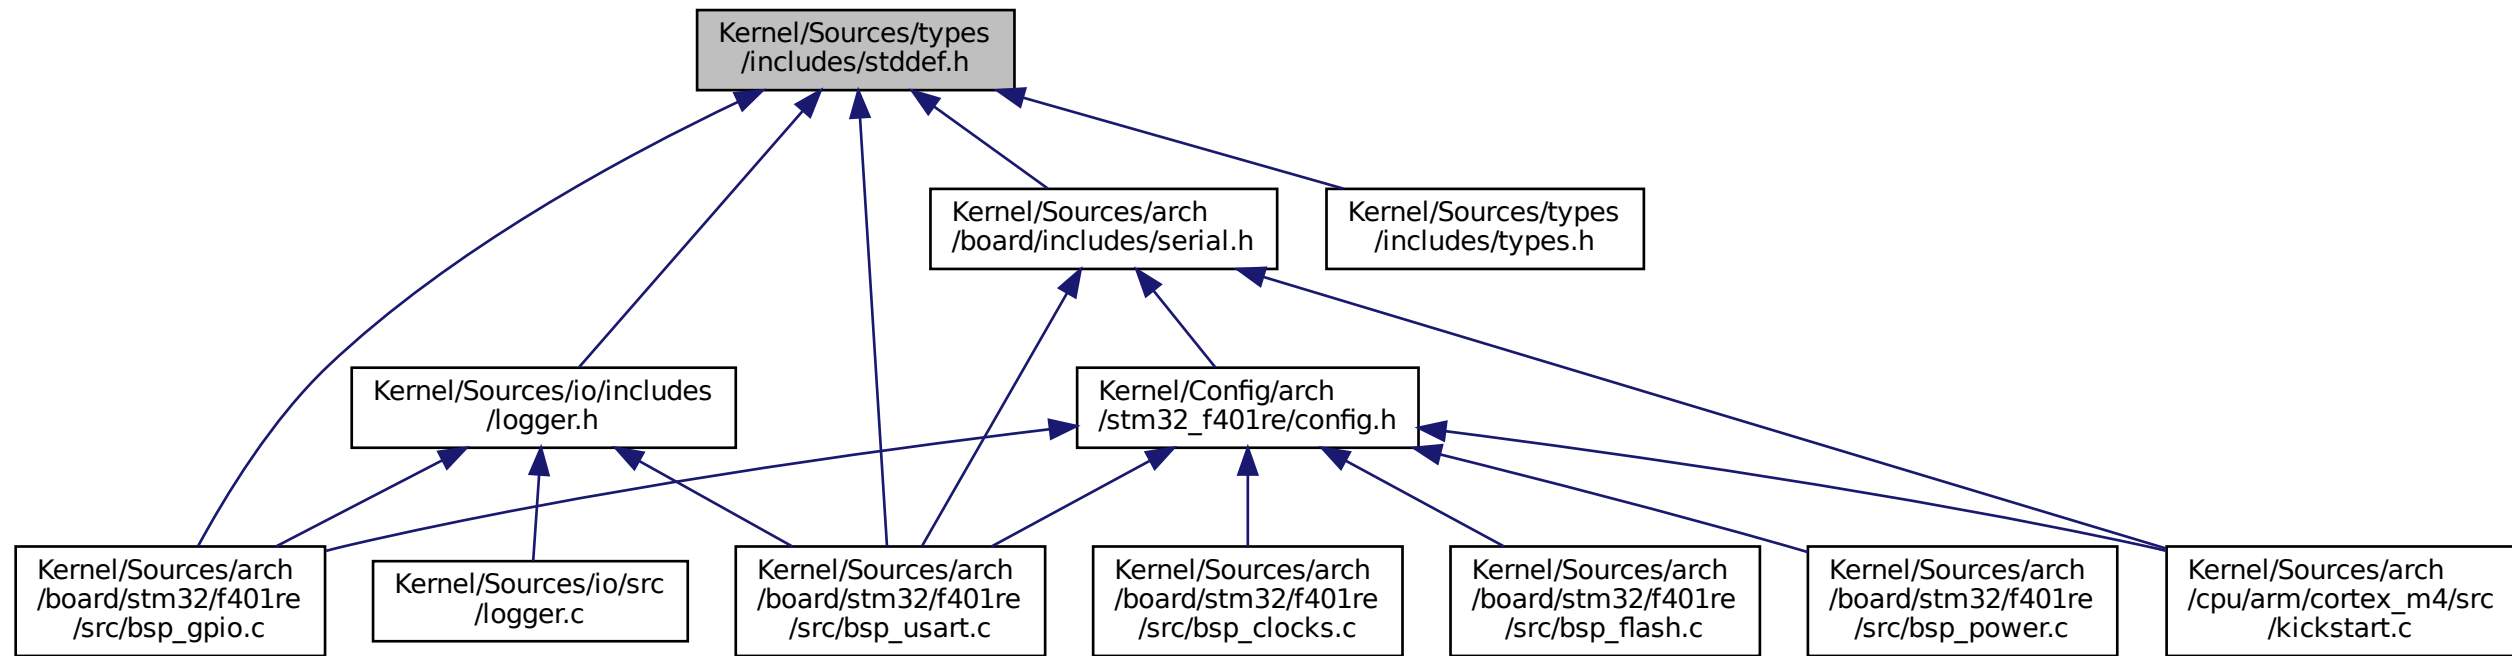 Kernel/Sources/types
/includes/stddef.h
Kernel/Sources/arch
/board/includes/serial.h
Kernel/Sources/types
/includes/types.h
Kernel/Sources/io/includes
/logger.h
Kernel/Config/arch
/stm32_f401re/config.h
Kernel/Sources/arch
/board/stm32/f401re
/src/bsp_gpio.c
Kernel/Sources/io/src
/logger.c
Kernel/Sources/arch
/board/stm32/f401re
/src/bsp_usart.c
Kernel/Sources/arch
/board/stm32/f401re
/src/bsp_clocks.c
Kernel/Sources/arch
/board/stm32/f401re
/src/bsp_flash.c
Kernel/Sources/arch
/board/stm32/f401re
/src/bsp_power.c
Kernel/Sources/arch
/cpu/arm/cortex_m4/src
/kickstart.c